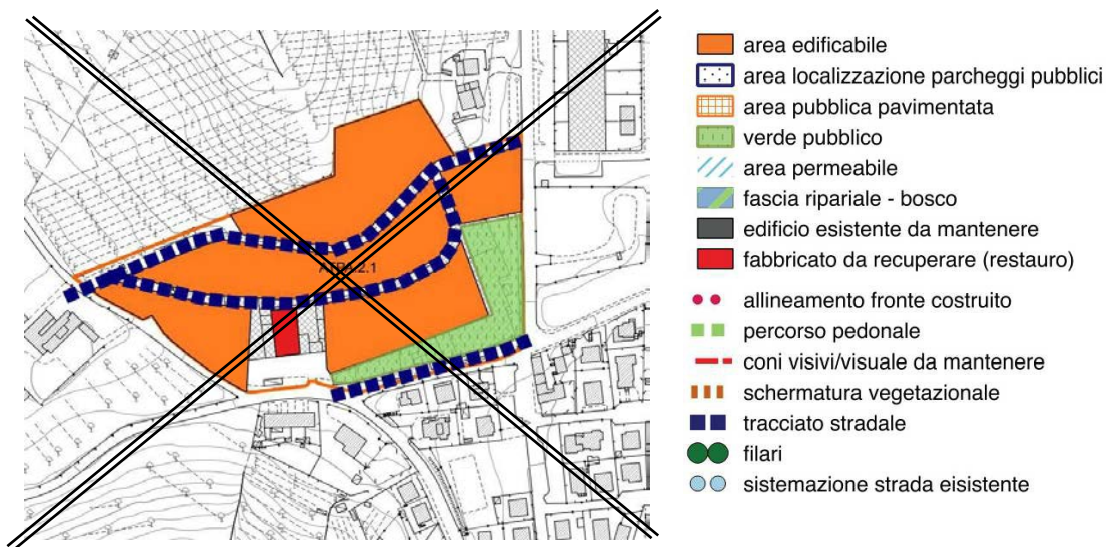 area edificabile
area localizzazione parcheggi pubblici
area pubblica pavimentata
verde pubblico
area permeabile
fascia ripariale - bosco
edificio esistente da mantenere
fabbricato da recuperare (restauro)
allineamento fronte costruito
percorso pedonale
coni visivi/visuale da mantenere
schermatura vegetazionale
tracciato stradale
filari
sistemazione strada eisistente